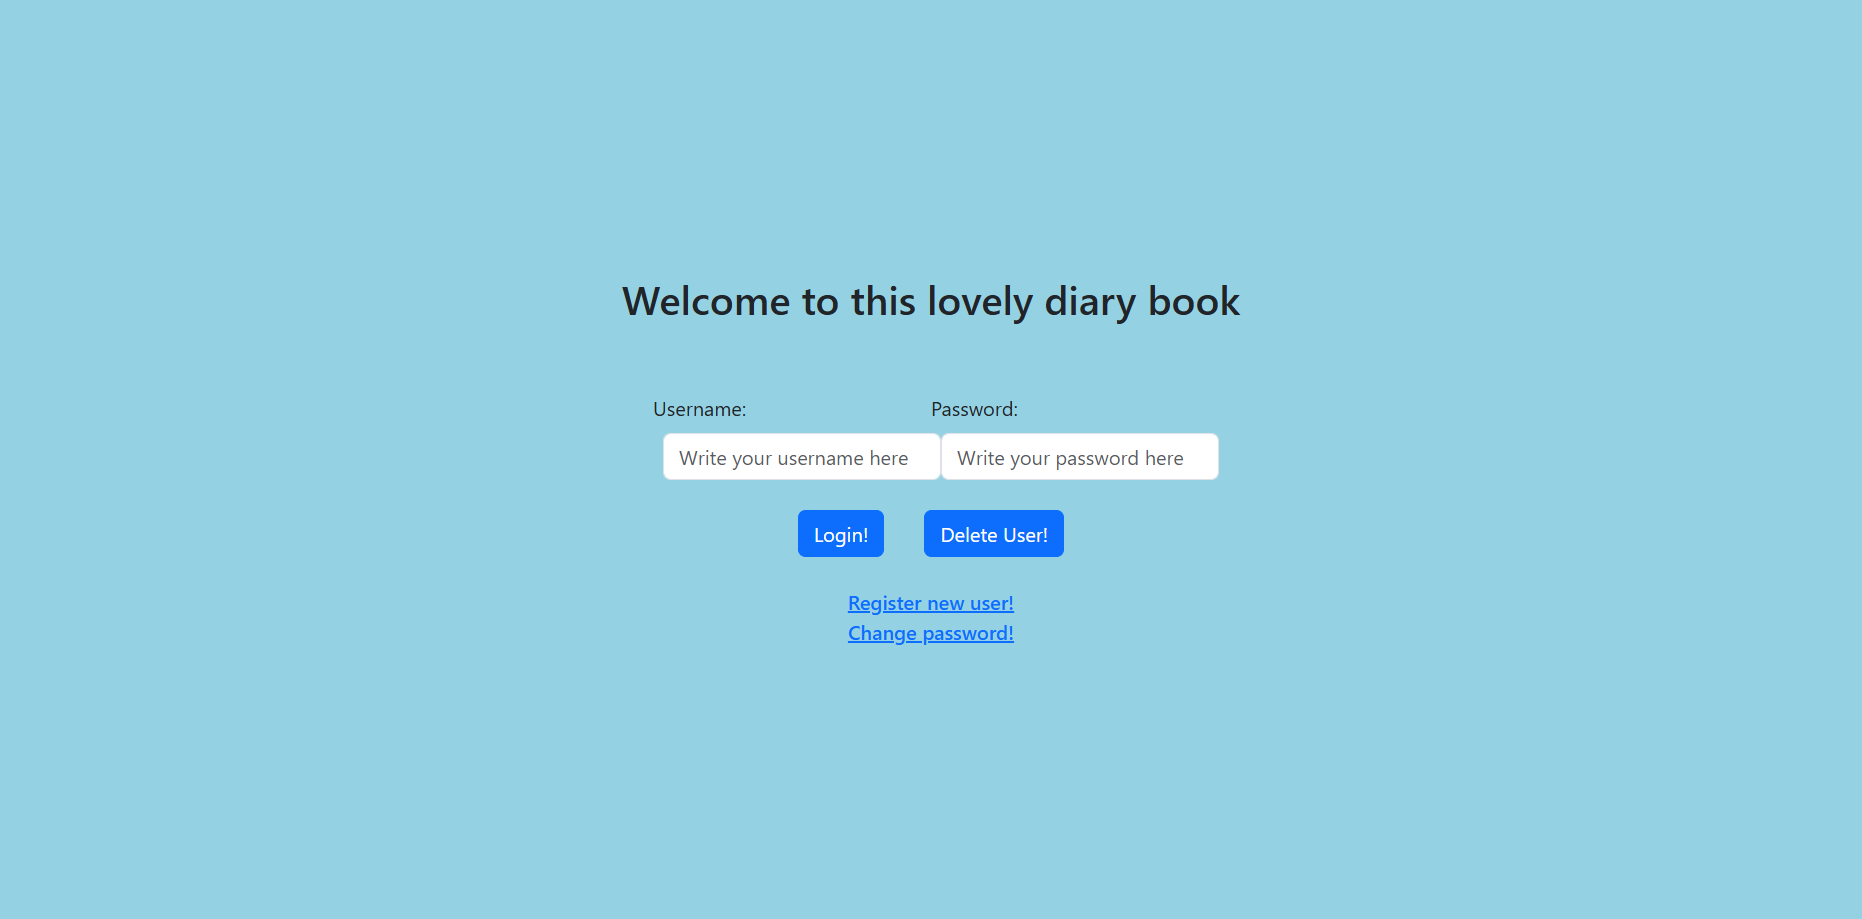 Welcome to this lovely diary book
Username: Password:
Write your username here Write your password here
Login! Delete User!
Register new user!
Change password!